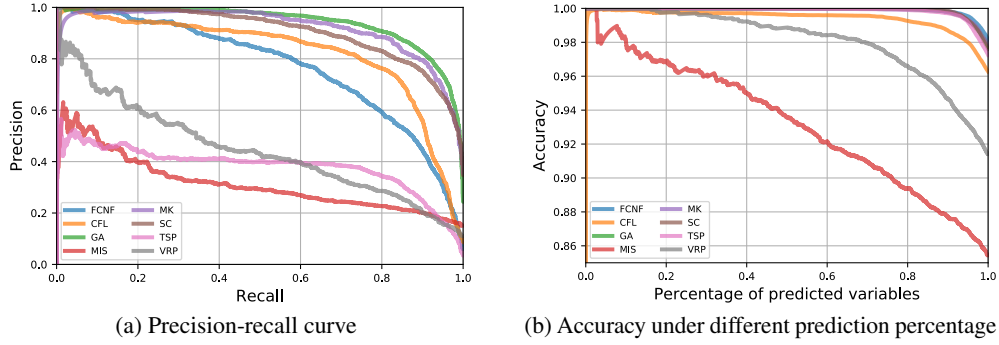 1.0
0.8
0.6
0.4
0.2
0.0
Precision
FCNF
CFL
GA
MIS
MK
SC
TSP
VRP
0.0 0.2 0.4 0.6 0.8 1.0
Recall
(a) Precision-recall curve
1.00
0.98
0.96
0.94
0.92
0.90
0.88
0.86
Accuracy
FCNF
CFL
GA
MIS
MK
SC
TSP
VRP
0.0 0.2 0.4 0.6 0.8 1.0
Percentage of predicted variables
(b) Accuracy under different prediction percentage